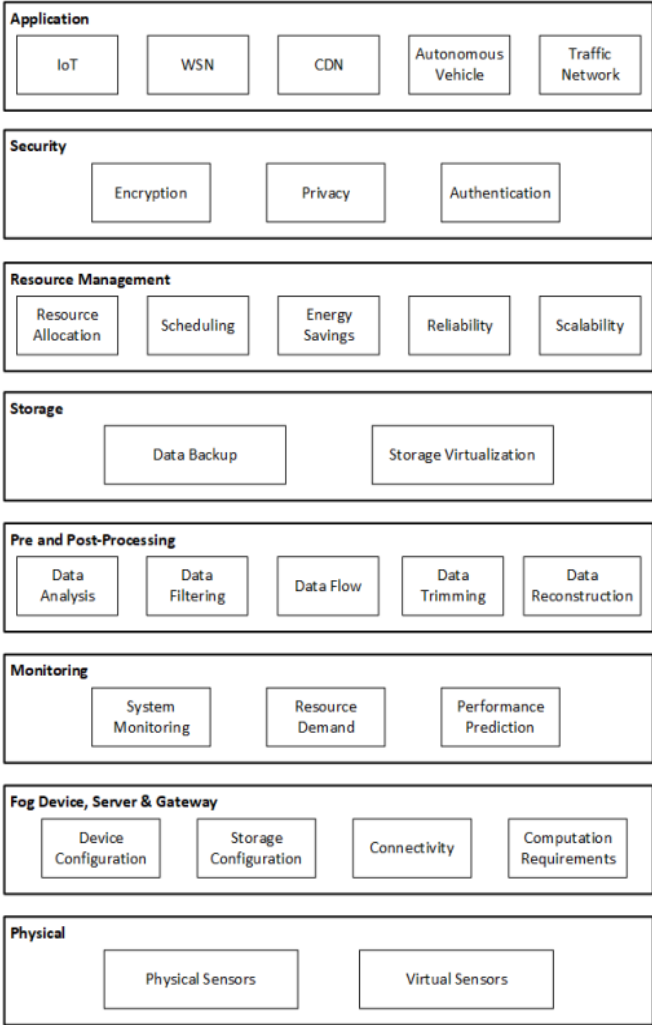 Application
IoT
WSN
CDN
Autonomous
Vehicle
Traffic
Network
Security
Encryption
Privacy
Authentication
Resource Management
Resource
Allocation
Scheduling
Energy
Savings
Reliability
Scalability
Storage
Data Backup
Storage Virtualization
Pre and Post-Processing
Data
Analysis
Data
Filtering
Data Flow
Data
Trimming
Data
Reconstruction
Monitoring
System
Monitoring
Resource
Demand
Performance
Prediction
Fog Device, Server & Gateway
Device
Configuration
Storage
Configuration
Connectivity
Computation
Requirements
Physical
Physical Sensors
Virtual Sensors